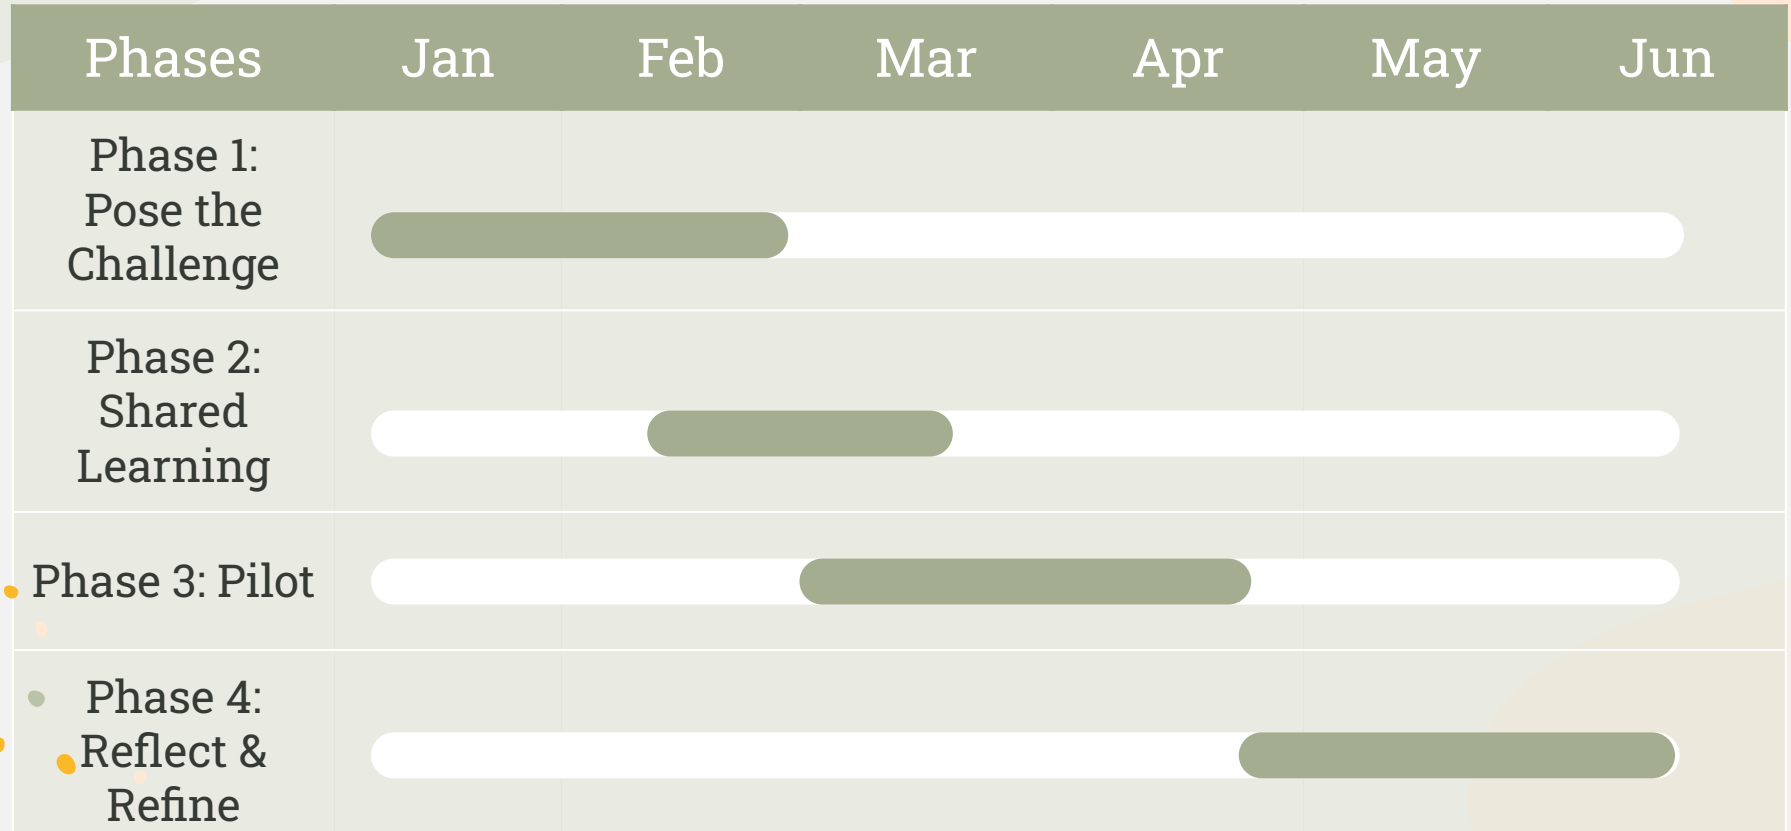 Phases Jan Feb Mar Apr May Jun
Phase 1:
Pose the
Challenge
Phase 2:
Shared
Learning
Phase 3: Pilot
Phase 4:
Reflect &
Refine